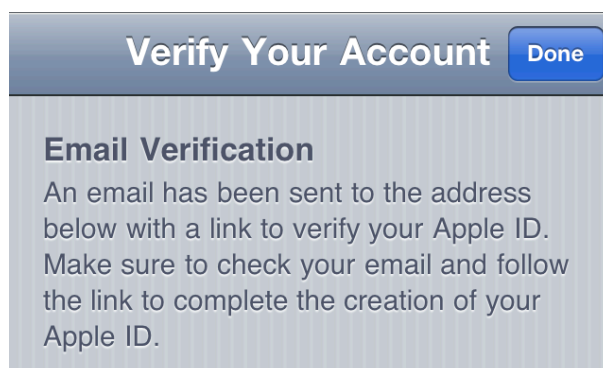 Verify Your Account
Done
Email Verification
An email has been sent to the address
below with a link to verify your Apple ID.
Make sure to check your email and follow
the link to complete the creation of your
Apple ID.